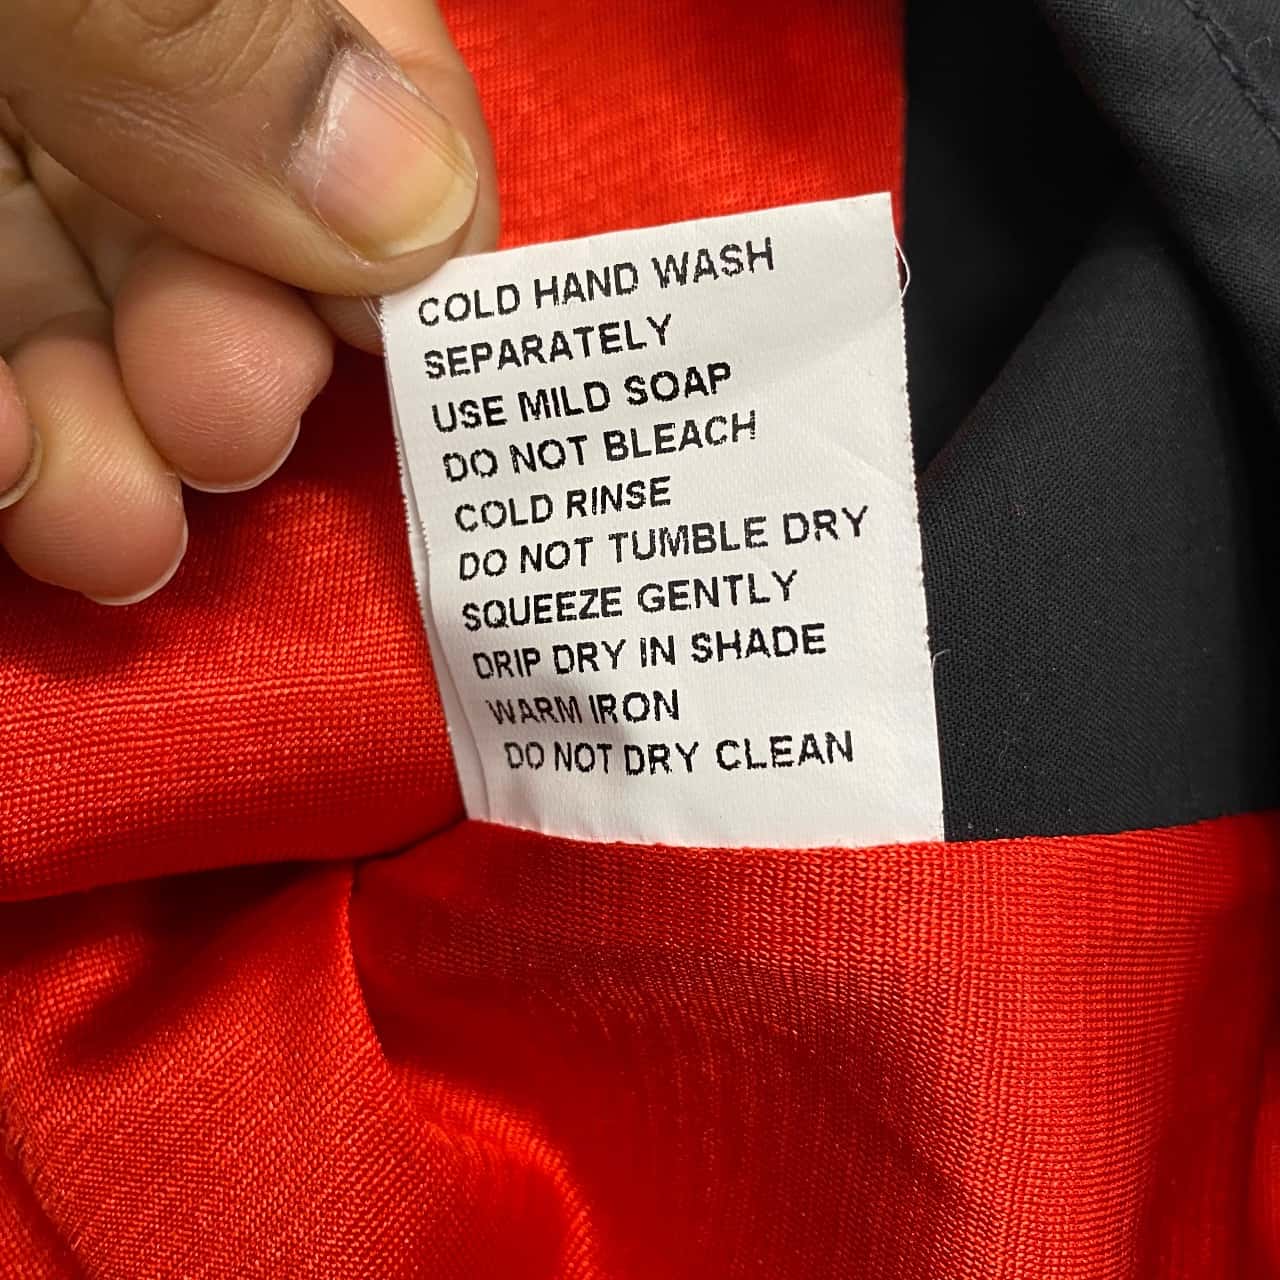 COLD HAND WASH
SEPARATELY
USE MILD SOAP
DO NOT BLEACH
COLD RINSE
DO NOT TUMBLE DRY
SQUEEZE GENTLY
DRIP DRY IN SHADE
WARM IRON
DO NOT DRY CLEAN